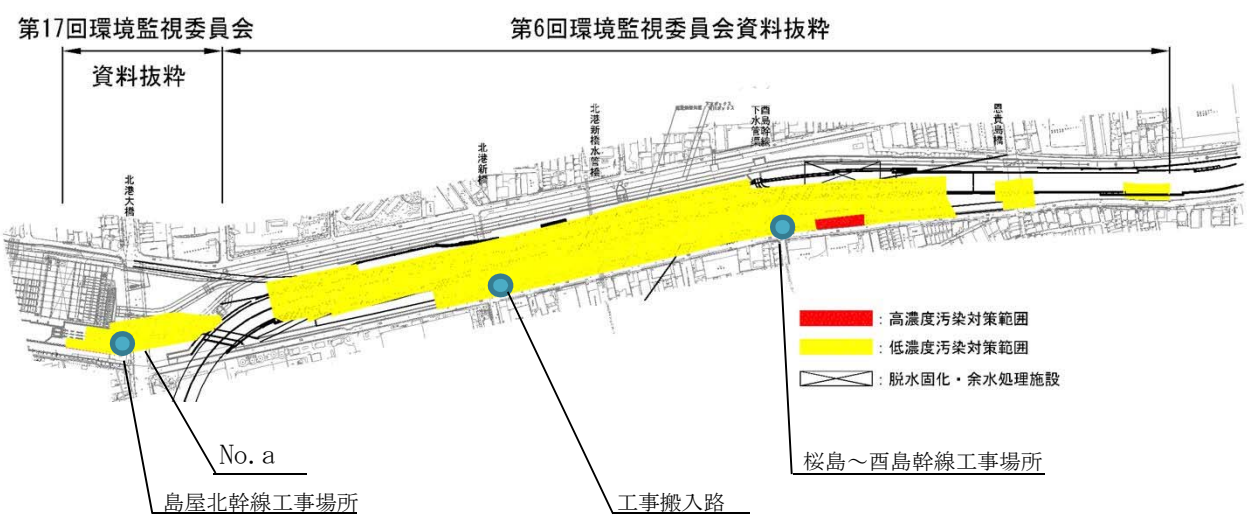 第17回環境監視委員会
資料抜粋
第6回環境監視委員会資料抜粋
北港大橋
北港新橋
北港新橋水管橋
酉島幹線
下水管渠
恩貴島橋
：高濃度汚染対策範囲
：低濃度汚染対策範囲
：脱水固化・余水処理施設
No.a
島屋北幹線工事場所
工事搬入路
桜島～酉島幹線工事場所